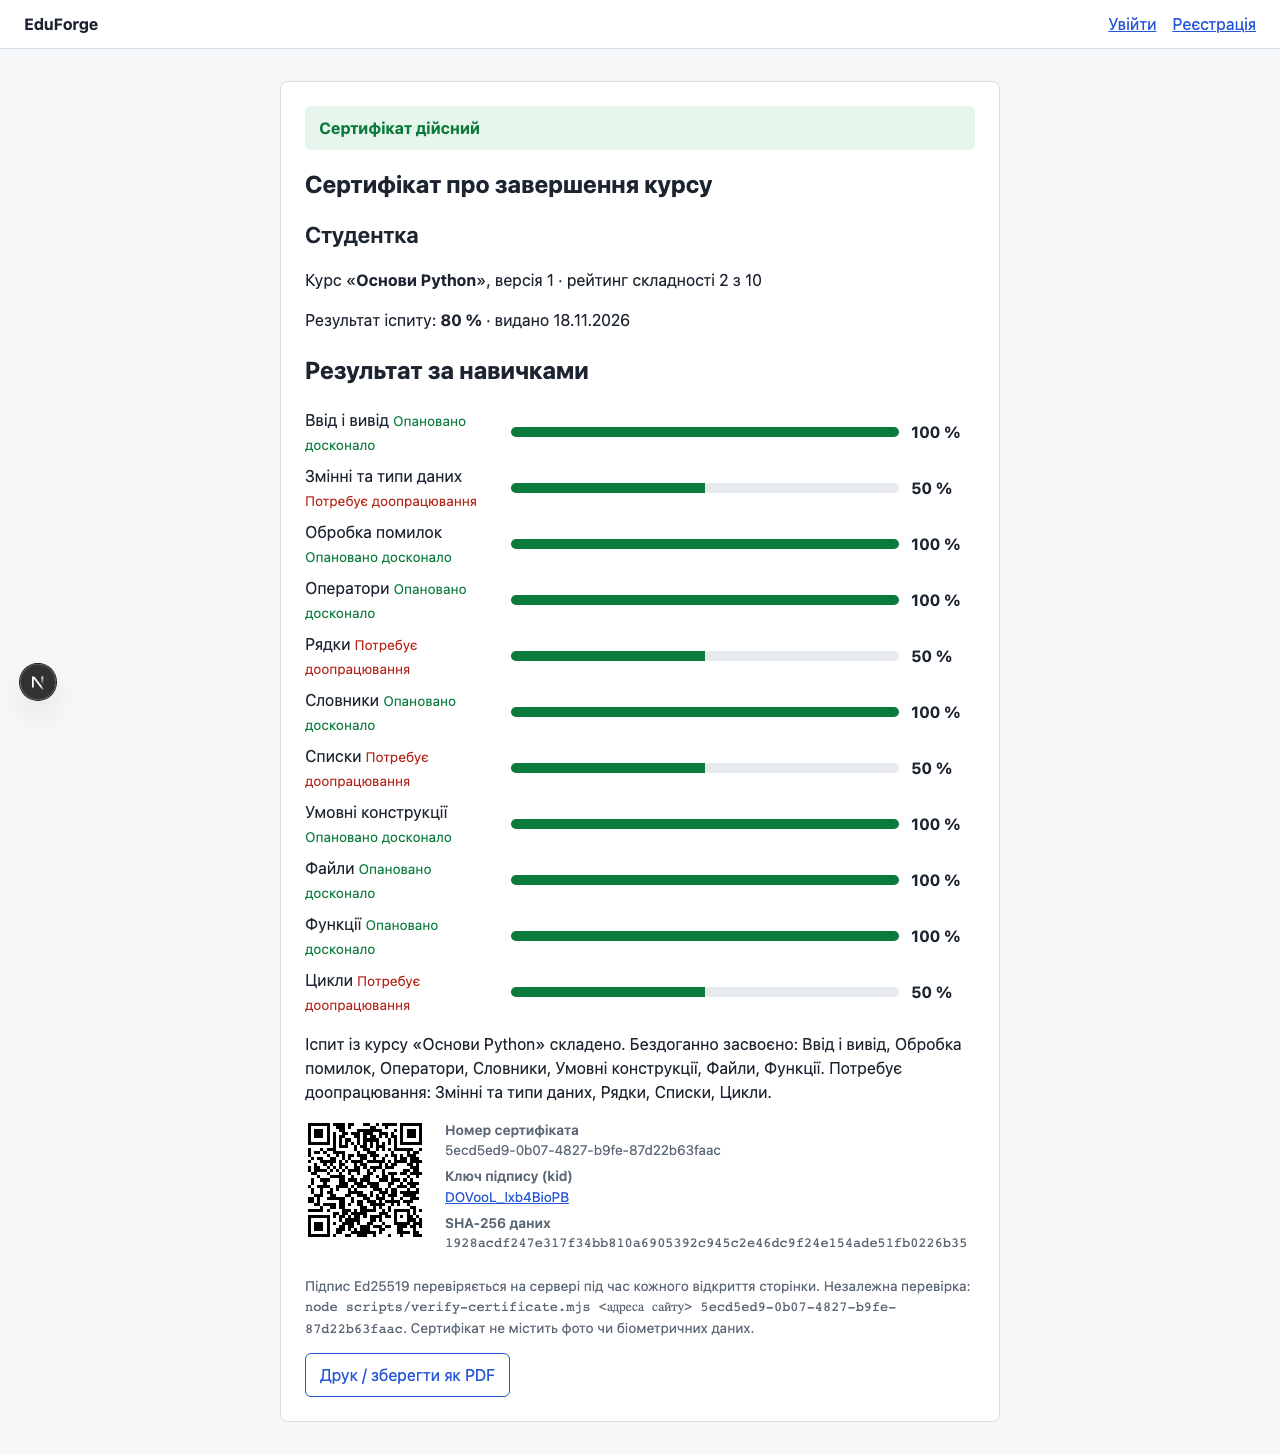 EduForge
Увійти Реєстрація
Сертифікат дійсний
Сертифікат про завершення курсу
Студентка
Курс «Основи Python», версія 1 · рейтинг складності 2 з 10
Результат іспиту: 80 % · видано 18.11.2026
Результат за навичками
Ввід і вивід Опановано
досконало
100 %
Змінні та типи даних
Потребує доопрацювання
50 %
Обробка помилок
Опановано досконало
100 %
Оператори Опановано
досконало
100 %
Рядки Потребує
доопрацювання
50 %
Словники Опановано
досконало
100 %
Списки Потребує
доопрацювання
50 %
Умовні конструкції
Опановано досконало
100 %
Файли Опановано
досконало
100 %
Функції Опановано
досконало
100 %
Цикли Потребує
доопрацювання
50 %
Іспит із курсу «Основи Python» складено. Бездоганно засвоєно: Ввід і вивід, Обробка
помилок, Оператори, Словники, Умовні конструкції, Файли, Функції. Потребує
доопрацювання: Змінні та типи даних, Рядки, Списки, Цикли.
Номер сертифіката
5ecd5ed9-0b07-4827-b9fe-87d22b63faac
Ключ підпису (kid)
DOVooL_Ixb4BioPB
SHA-256 даних
1928acdf247e317f34bb810a6905392c945c2e46dc9f24e154ade51fb0226b35
Підпис Ed25519 перевіряється на сервері під час кожного відкриття сторінки. Незалежна перевірка:
node scripts/verify-certificate.mjs <адреса сайту> 5ecd5ed9-0b07-4827-b9fe-
87d22b63faac. Сертифікат не містить фото чи біометричних даних.
Друк / зберегти як PDF
N